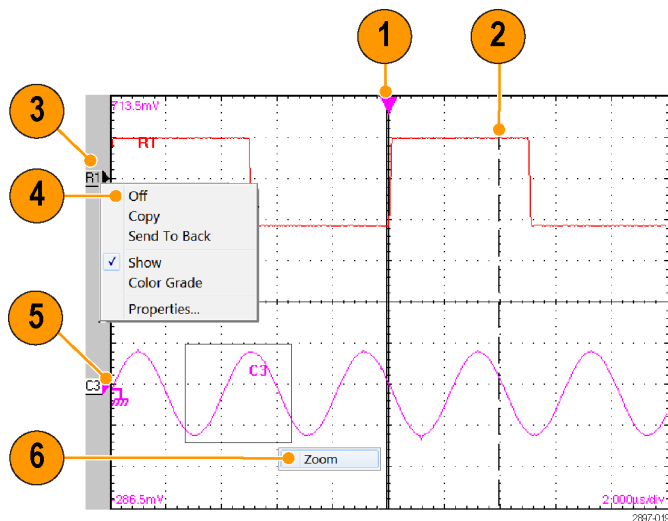 1
2
713.5mV
3
R1
R1
4
Off
Copy
Send To Back
Show
Color Grade
Properties...
5
C3
C3
6
Zoom
-286.5mV
2.000µs/div
2897-019